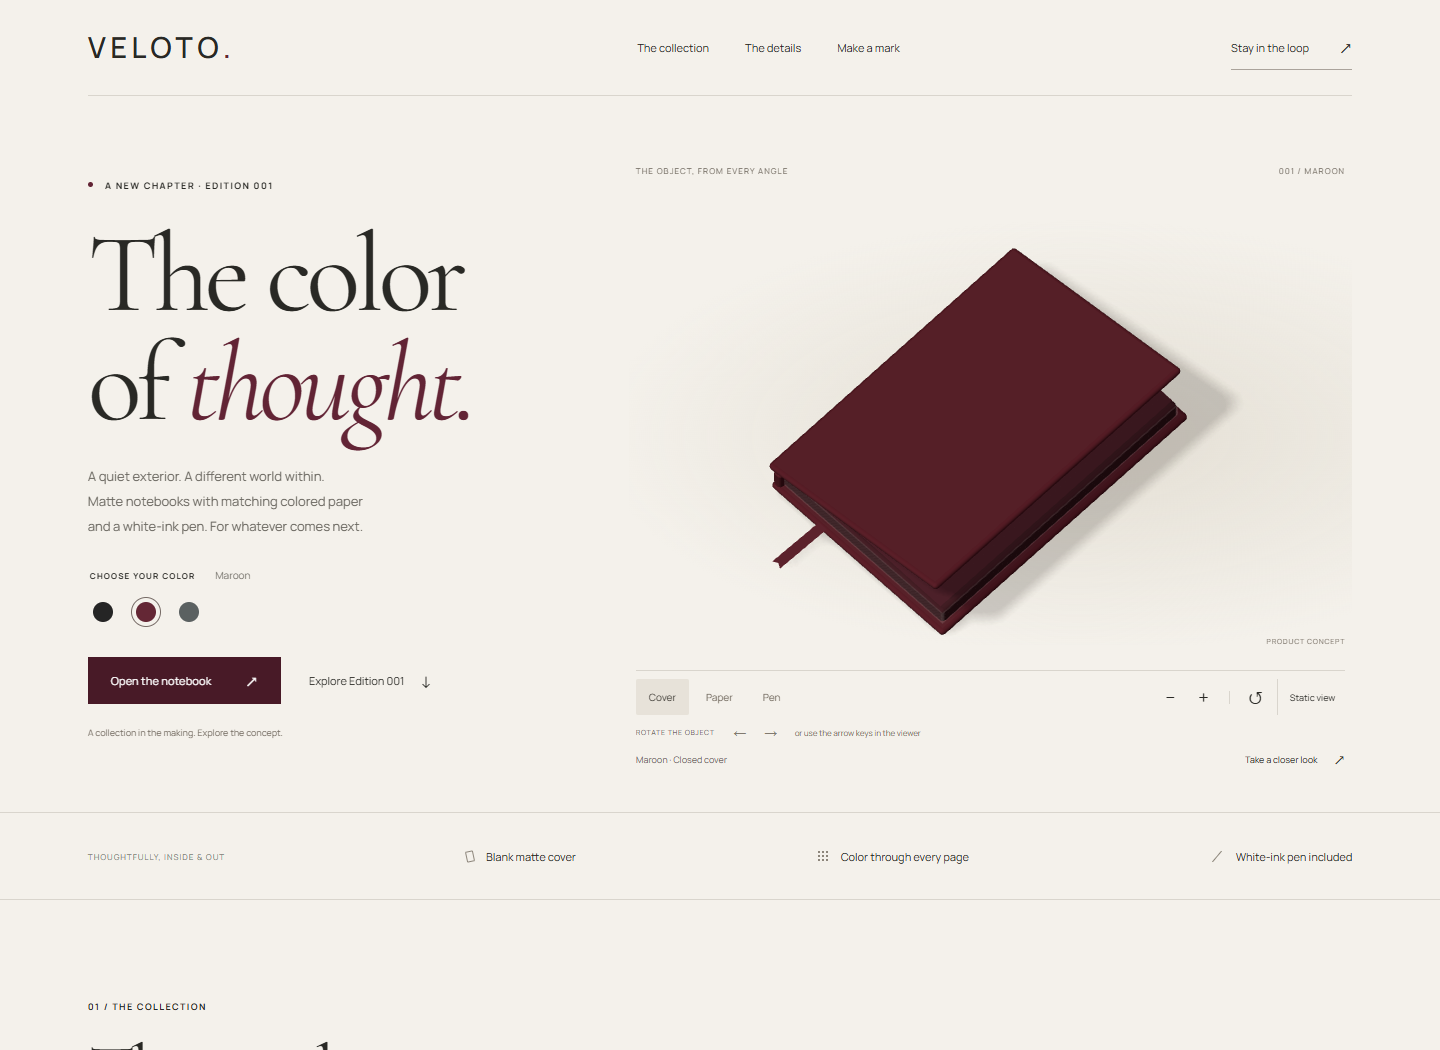 VELOTO.
The collection
The details
Make a mark
Stay in the loop ↗
A NEW CHAPTER · EDITION 001
The color
of thought.
A quiet exterior. A different world within.
Matte notebooks with matching colored paper
and a white-ink pen. For whatever comes next.
CHOOSE YOUR COLOR Maroon
Open the notebook ↗
Explore Edition 001 ↓
A collection in the making. Explore the concept.
THE OBJECT, FROM EVERY ANGLE
001 / MAROON
PRODUCT CONCEPT
Cover
Paper
Pen
− + ↺ Static view
ROTATE THE OBJECT ← → or use the arrow keys in the viewer
Maroon · Closed cover
Take a closer look ↗
THOUGHTFULLY, INSIDE & OUT
Blank matte cover
Color through every page
White-ink pen included
01 / THE COLLECTION